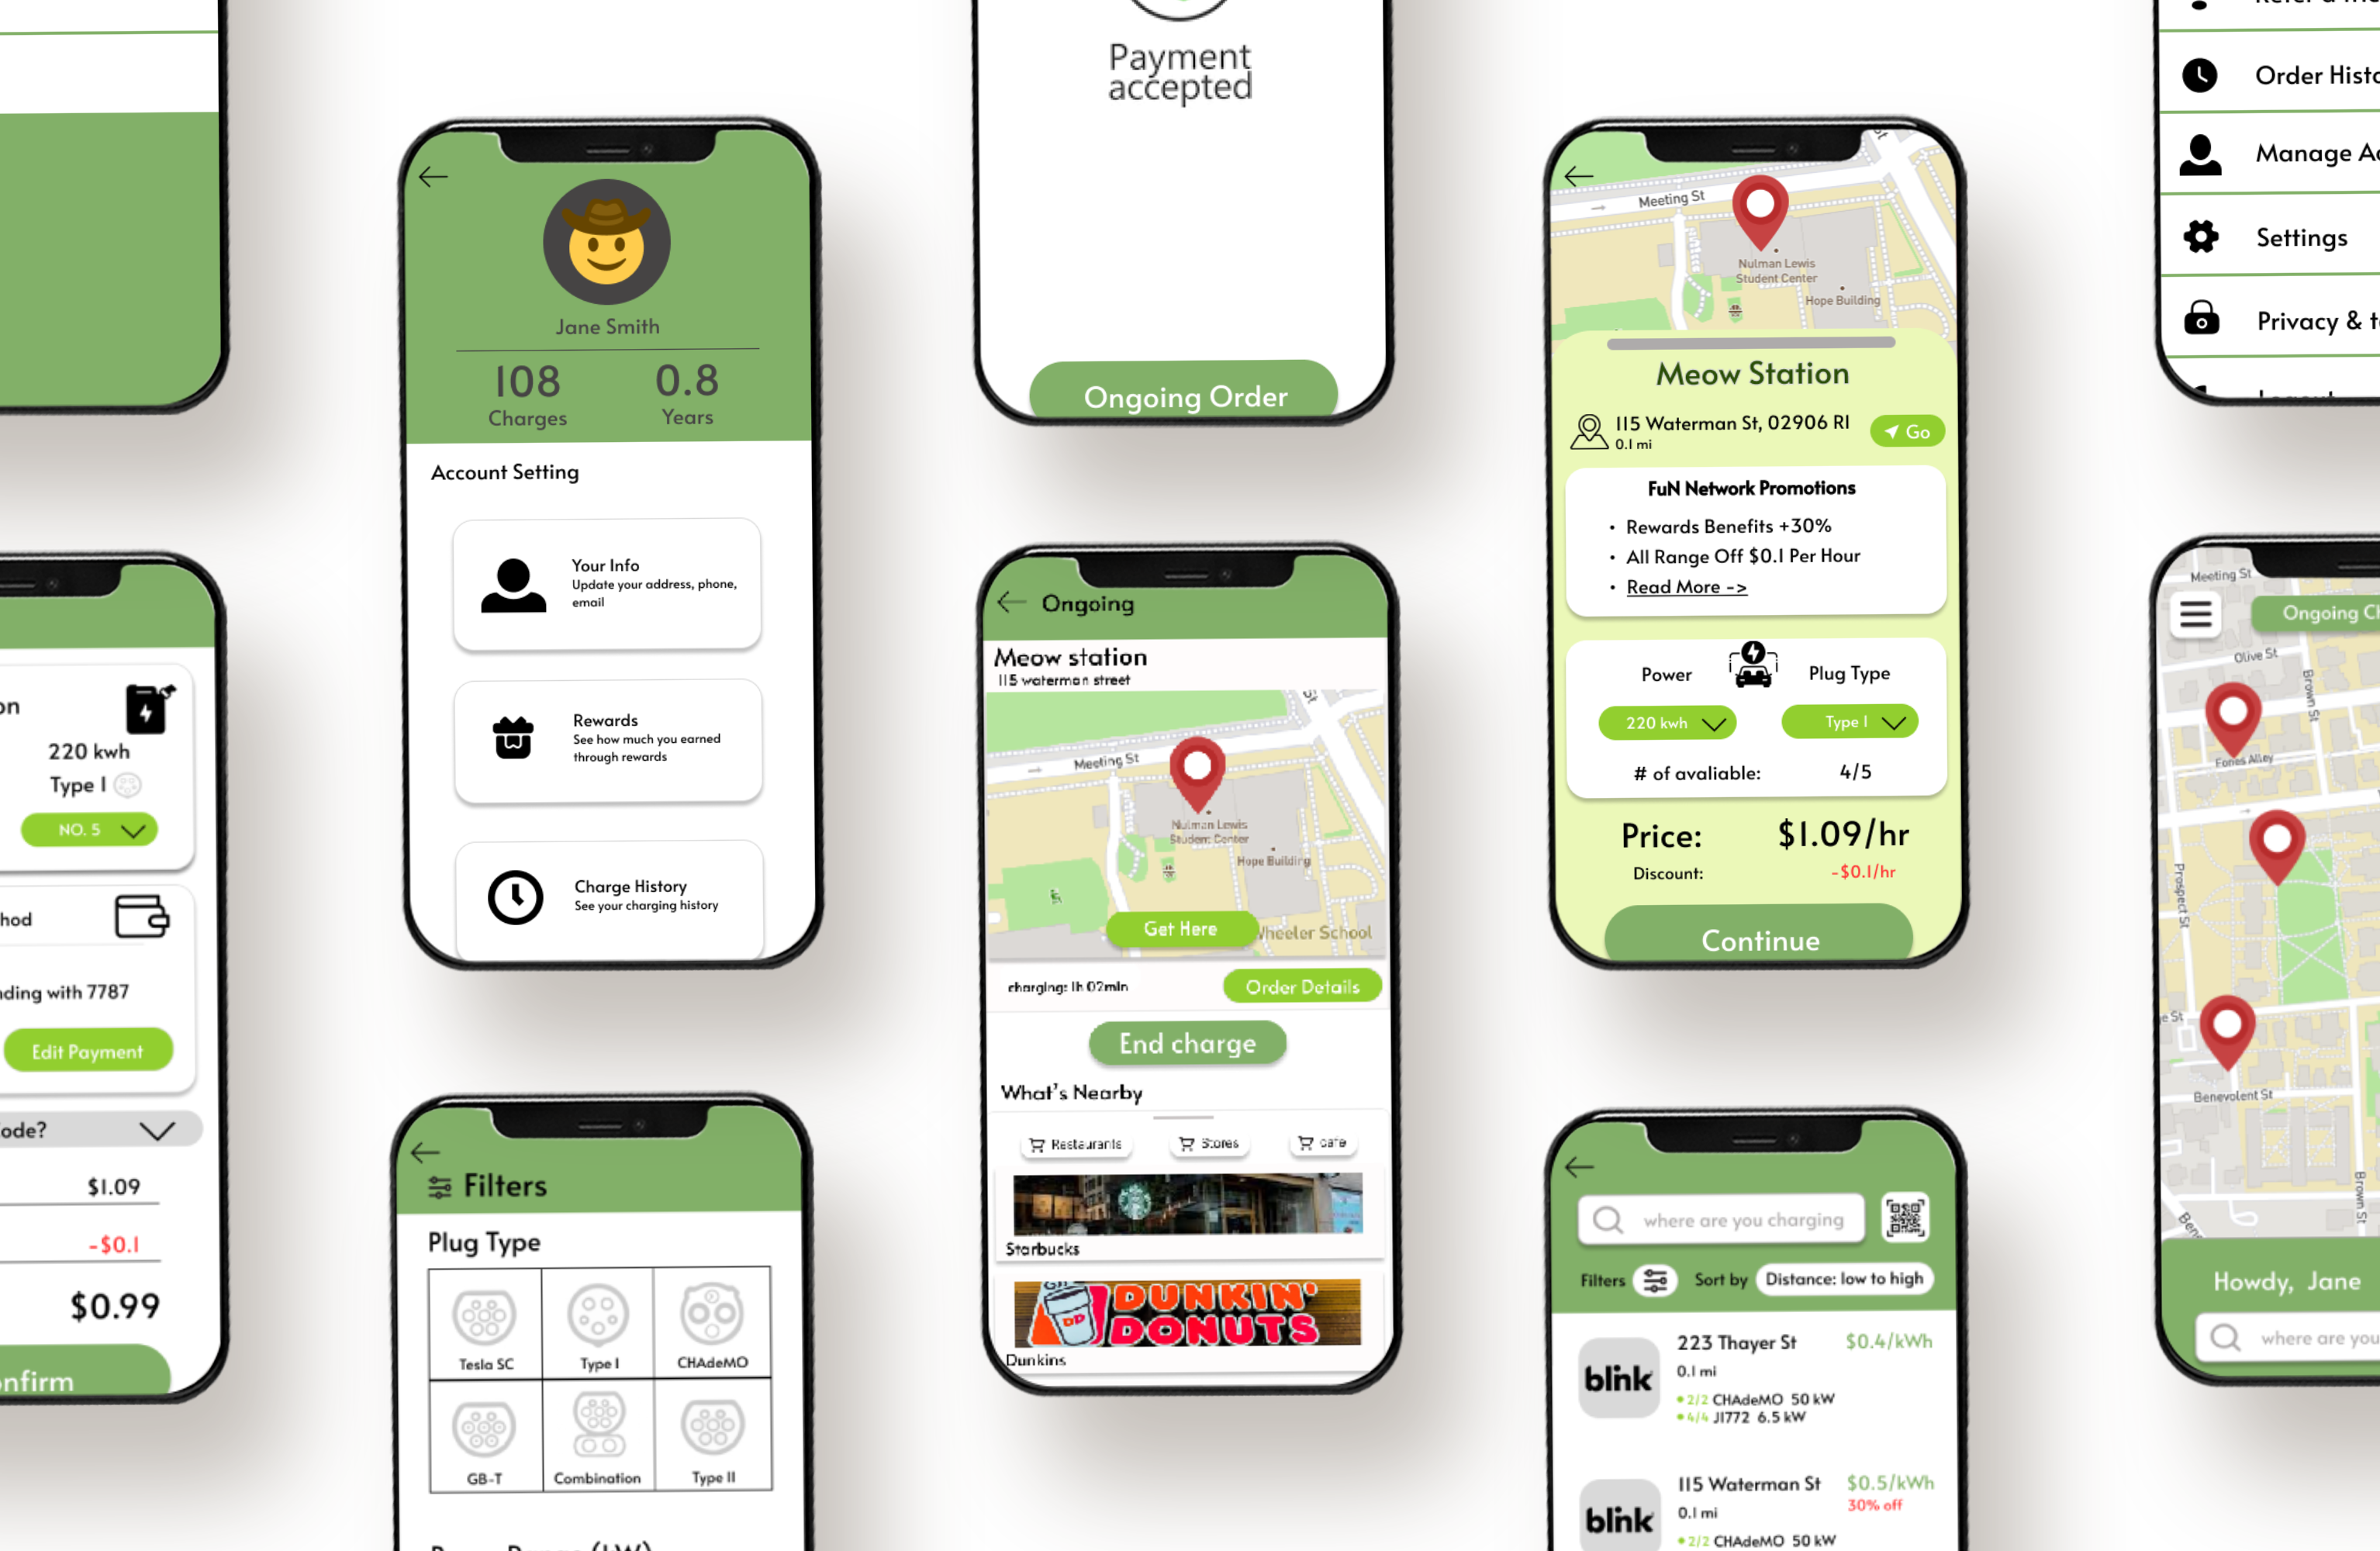 on
220 kwh
Type I
NO. 5
hod
nding with 7787
Edit Payment
ode?
$1.09
-$0.1
$0.99
nfirm
Jane Smith
108
Charges
0.8
Years
Account Setting
Your Info
Update your address, phone,
email
Rewards
See how much you earned
through rewards
Charge History
See your charging history
Filters
Plug Type
Tesla SC
Type I
CHAdeMO
GB-T
Combination
Type II
Payment
accepted
Ongoing Order
Ongoing
Meow station
115 waterman street
St
Meeting St
Nulman Lewis
Student Center
Hope Building
Get Here
Wheeler School
charging: 1h 02min
Order Details
End charge
What's Nearby
Restaurants
Stores
cafe
Starbucks
DD
DUNKIN'
DONUTS
Dunkins
St
Meeting St
Nulman Lewis
Student Center
Hope Building
Meow Station
115 Waterman St, 02906 RI
0.1 mi
Go
FuN Network Promotions
• Rewards Benefits +30%
• All Range Off $0.1 Per Hour
• Read More ->
Power
Plug Type
220 kwh
Type I
# of avaliable:
4/5
Price:
$1.09/hr
Discount:
-$0.1/hr
Continue
where are you charging
Filters
Sort by
Distance: low to high
blink
223 Thayer St
$0.4/kWh
0.1 mi
2/2 CHAdeMO 50 kW
4/4 J1772 6.5 kW
blink
115 Waterman St
$0.5/kWh
30% off
0.1 mi
2/2 CHAdeMO 50 kW
Order Histo
Manage Ac
Settings
Privacy & t
Meeting St
Ongoing Ch
Olive St
Brown St
Fones Alley
Prospect St
e St
Benevolent St
Brown St
Ben
Howdy, Jane
where are you